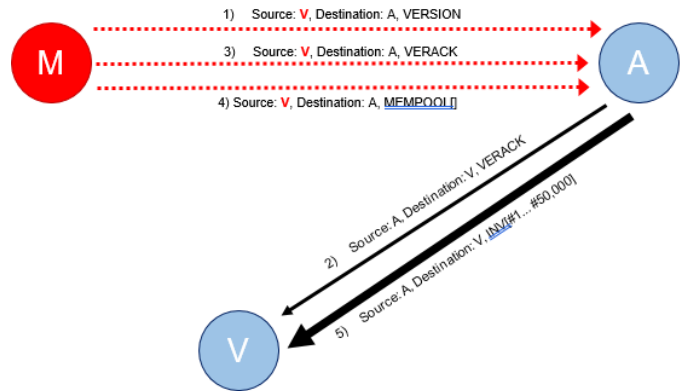 1) Source: V, Destination: A, VERSION
M
A
3) Source: V, Destination: A, VERACK
4) Source: V, Destination: A, MEMPOOL[]
2) Source: A, Destination: V, VERACK
5) Source: A, Destination: V, INV[#1...#50,000]
V